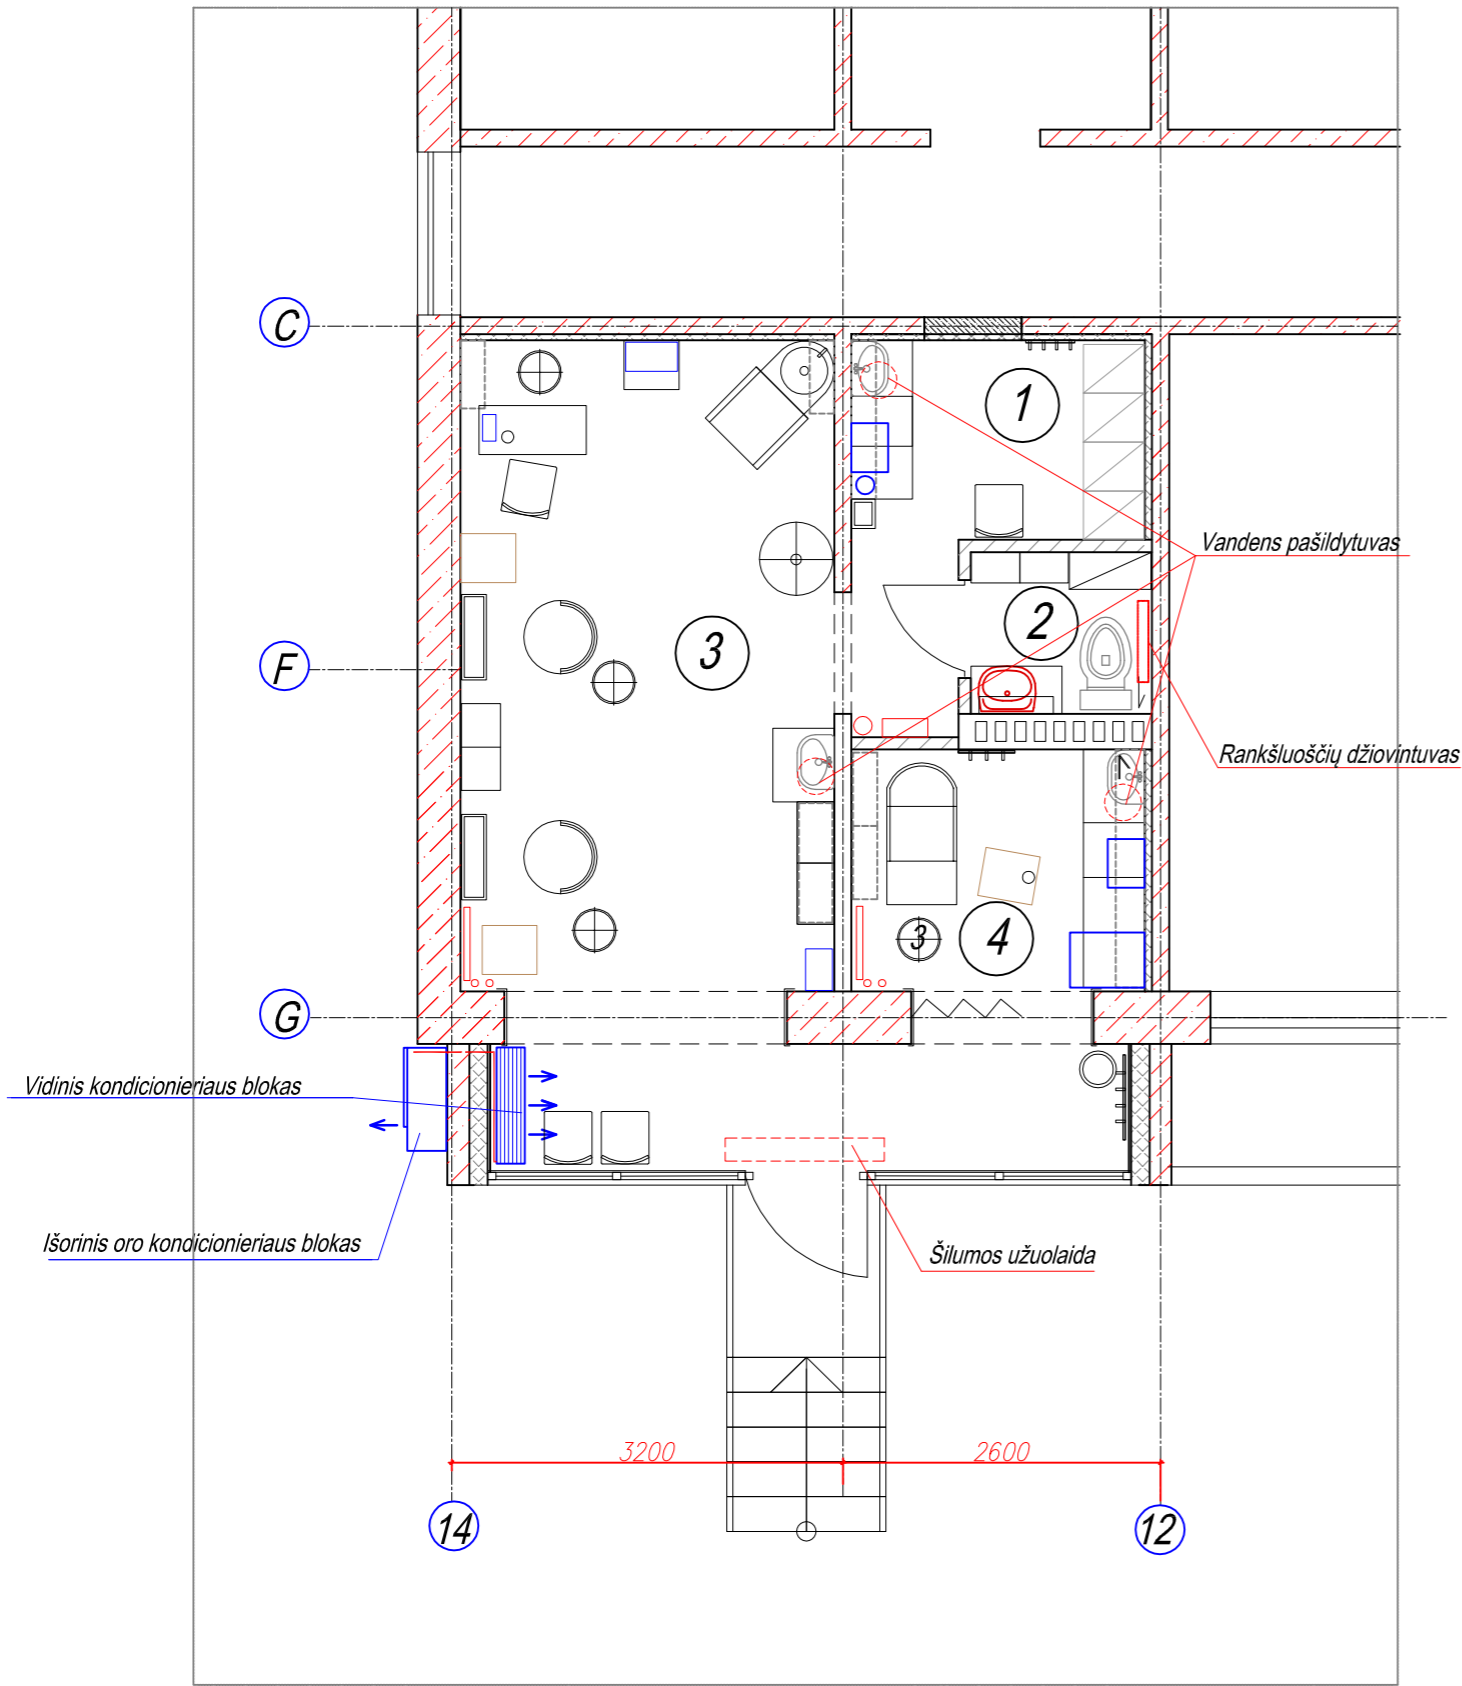 C
1
Vandens pašildytuvas
2
3
F
Rankšluoščių džiovintuvas
3
4
G
Vidinis kondicionieriaus blokas
Išorinis oro kondicionieriaus blokas
Šilumos užuolaida
3200
2600
14
12